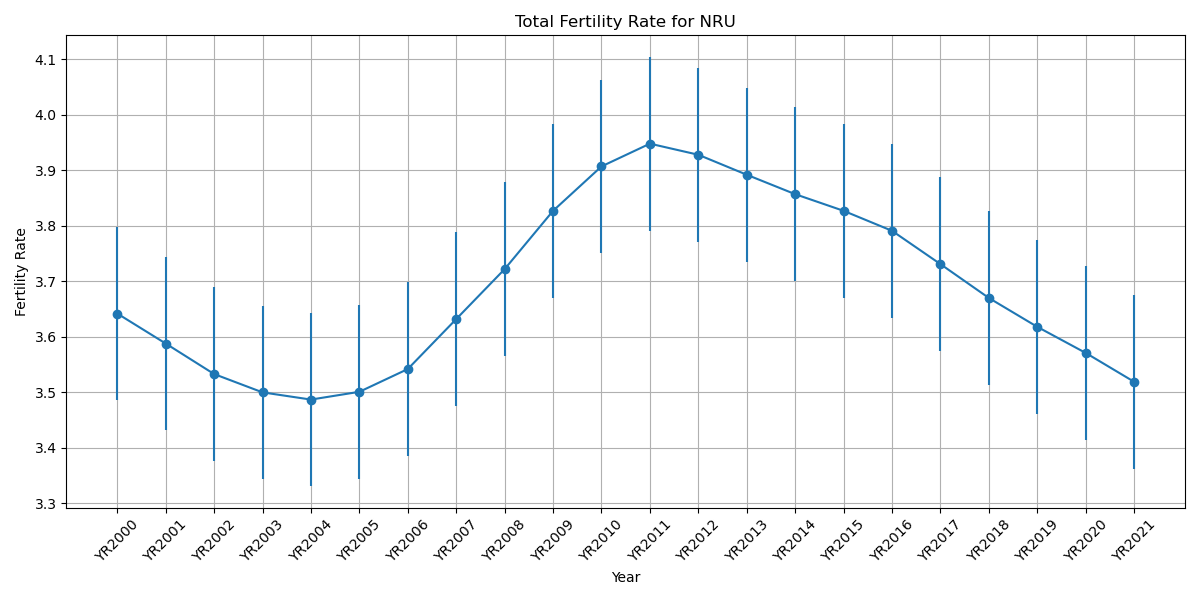 Total Fertility Rate for NRU
Fertility Rate
4.1
4.0
3.9
3.8
3.7
3.6
3.5
3.4
3.3
YR2000
YR2001
YR2002
YR2003
YR2004
YR2005
YR2006
YR2007
YR2008
YR2009
YR2010
YR2011
YR2012
YR2013
YR2014
YR2015
YR2016
YR2017
YR2018
YR2019
YR2020
YR2021
Year